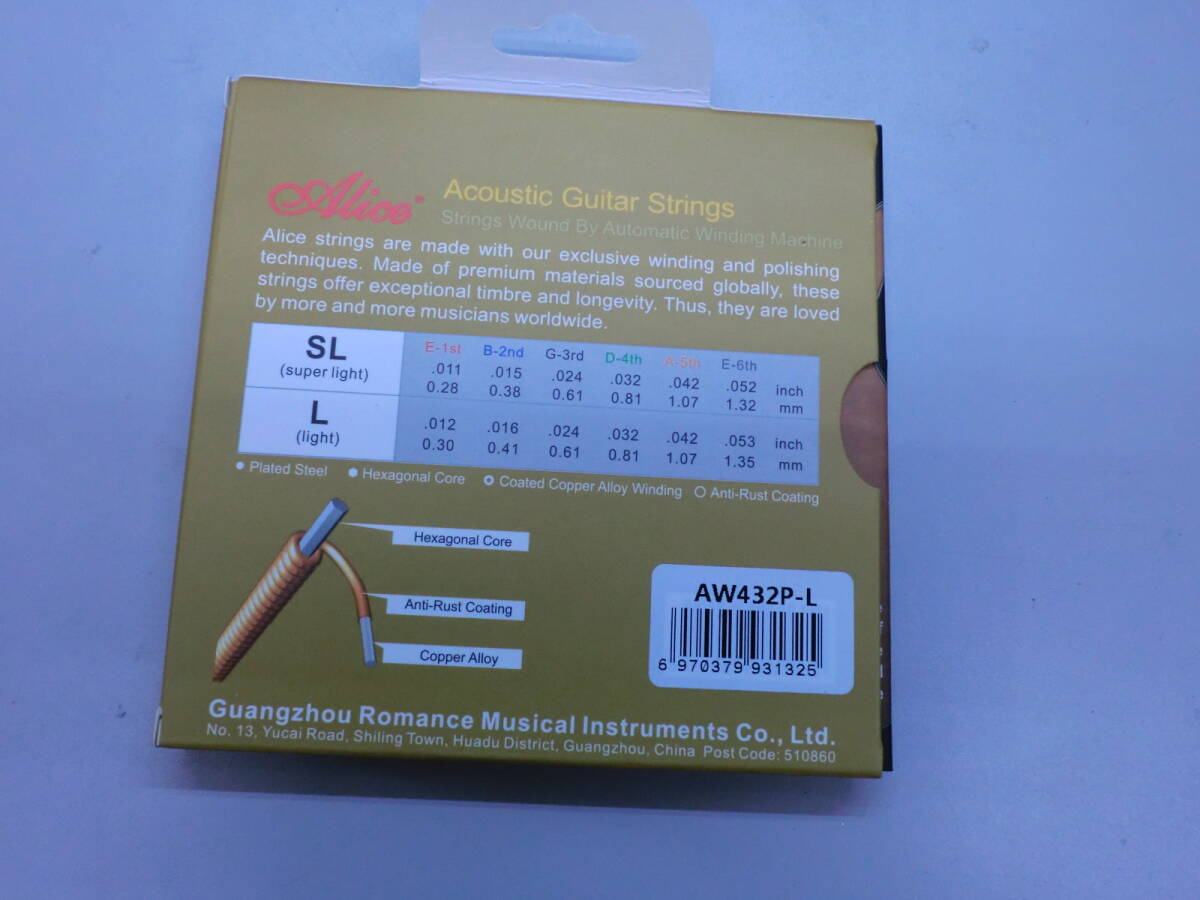 Alice® Acoustic Guitar Strings
Strings Wound By Automatic Winding Machine
Alice strings are made with our exclusive winding and polishing
techniques. Made of premium materials sourced globally, these
strings offer exceptional timbre and longevity. Thus, they are loved
by more and more musicians worldwide.
SL
(super light)
E-1st B-2nd G-3rd D-4th A-5th E-6th
.011 .015 .024 .032 .042 .052 inch
0.28 0.38 0.61 0.81 1.07 1.32 mm
L
(light)
.012 .016 .024 .032 .042 .053 inch
0.30 0.41 0.61 0.81 1.07 1.35 mm
Plated Steel Hexagonal Core Coated Copper Alloy Winding Anti-Rust Coating
Hexagonal Core
Anti-Rust Coating
Copper Alloy
AW432P-L
6 970379 931325
Guangzhou Romance Musical Instruments Co., Ltd.
No. 13, Yucai Road, Shiling Town, Huadu District, Guangzhou, China Post Code: 510860